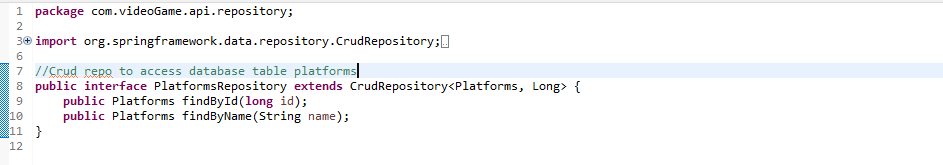 1 package com.videoGame.api.repository;
2
3 import org.springframework.data.repository.CrudRepository;
6
7 //Crud repo to access database table platforms
8 public interface PlatformsRepository extends CrudRepository<Platforms, Long> {
9 public Platforms findById(long id);
10 public Platforms findByName(String name);
11 }
12